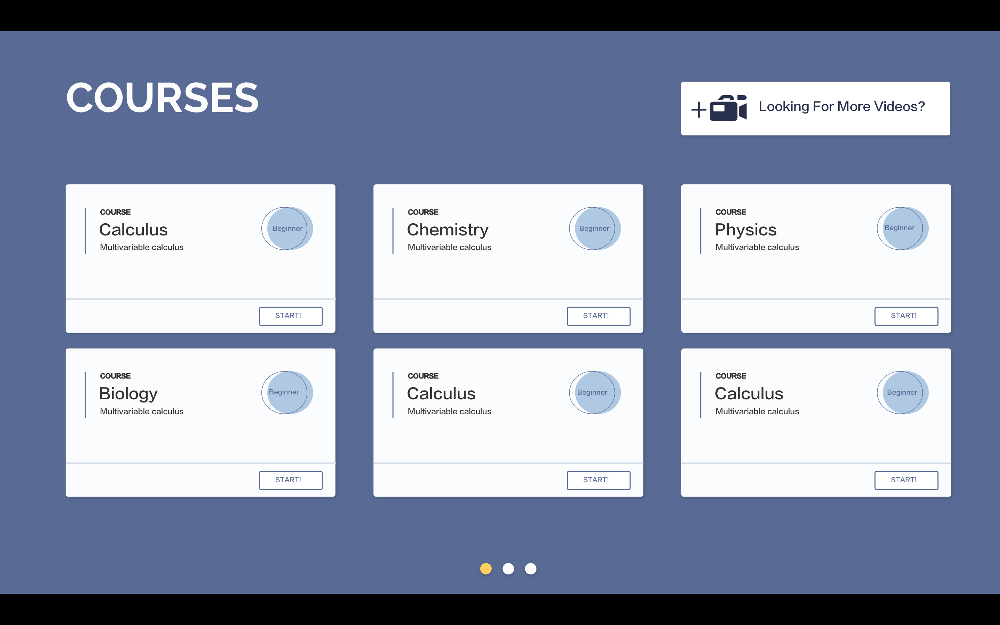 COURSES
Looking For More Videos?
COURSE
Calculus
Multivariable calculus
Beginner
START!
COURSE
Chemistry
Multivariable calculus
Beginner
START!
COURSE
Physics
Multivariable calculus
Beginner
START!
COURSE
Biology
Multivariable calculus
Beginner
START!
COURSE
Calculus
Multivariable calculus
Beginner
START!
COURSE
Calculus
Multivariable calculus
Beginner
START!